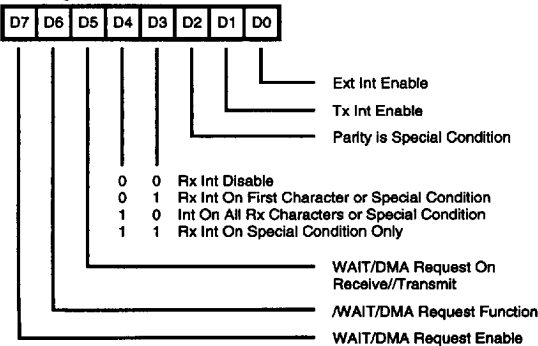 D7 D6 D5 D4 D3 D2 D1 D0
Ext Int Enable
Tx Int Enable
Parity is Special Condition
0 0 Rx Int Disable
0 1 Rx Int On First Character or Special Condition
1 0 Int On All Rx Characters or Special Condition
1 1 Rx Int On Special Condition Only
WAIT/DMA Request On
Receive//Transmit
/WAIT/DMA Request Function
WAIT/DMA Request Enable